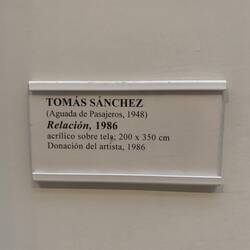 TOMÁS SÁNCHEZ
(Aguada de Pasajeros, 1948)
Relación, 1986
acrílico sobre tela; 200 x 350 cm
Donación del artista, 1986